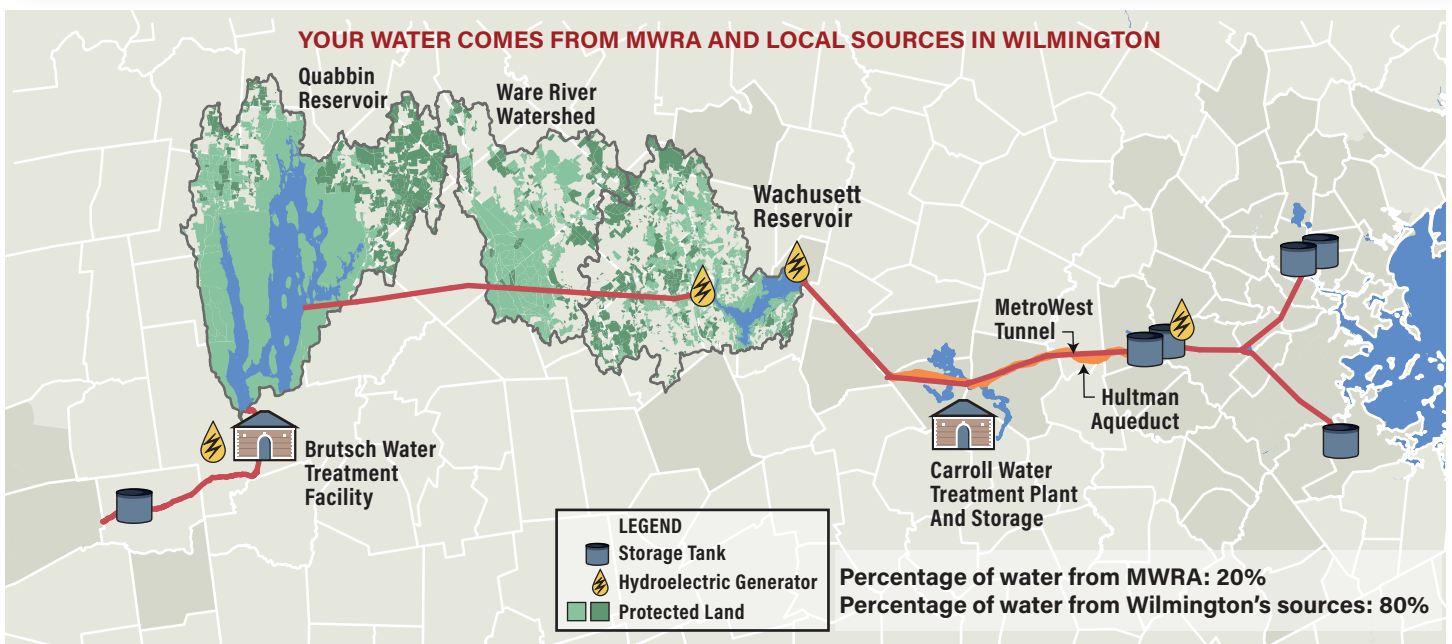 YOUR WATER COMES FROM MWRA AND LOCAL SOURCES IN WILMINGTON
Quabbin
Reservoir
Ware River
Watershed
Wachusett
Reservoir
MetroWest
Tunnel
Hultman
Aqueduct
Brutsch Water
Treatment
Facility
Carroll Water
Treatment Plant
And Storage
LEGEND
Storage Tank
Hydroelectric Generator
Protected Land
Percentage of water from MWRA: 20%
Percentage of water from Wilmington's sources: 80%